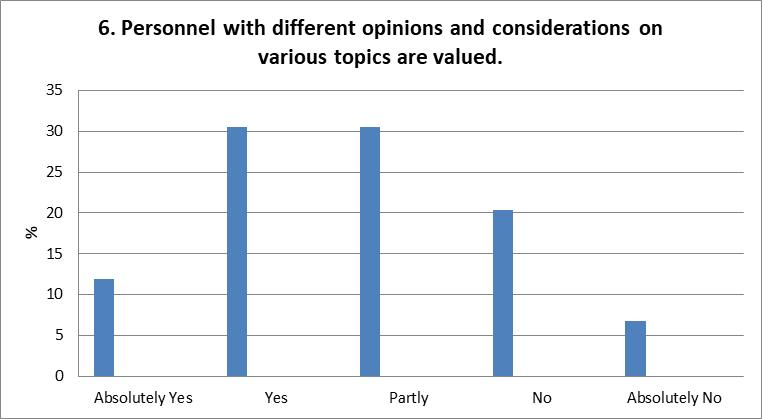 6. Personnel with different opinions and considerations on
various topics are valued.
35
30
25
20
15
10
5
0
%
Absolutely Yes
Yes
Partly
No
Absolutely No